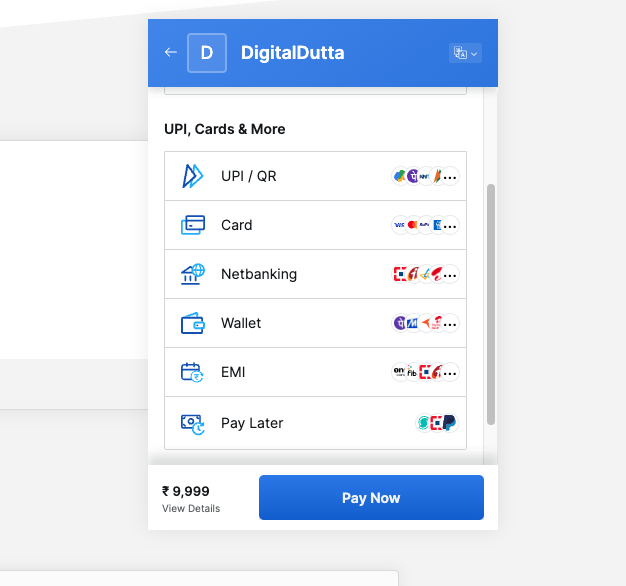 D
DigitalDutta
UPI, Cards & More
UPI / QR
Card
Netbanking
Wallet
EMI
Pay Later
₹ 9,999
View Details
Pay Now